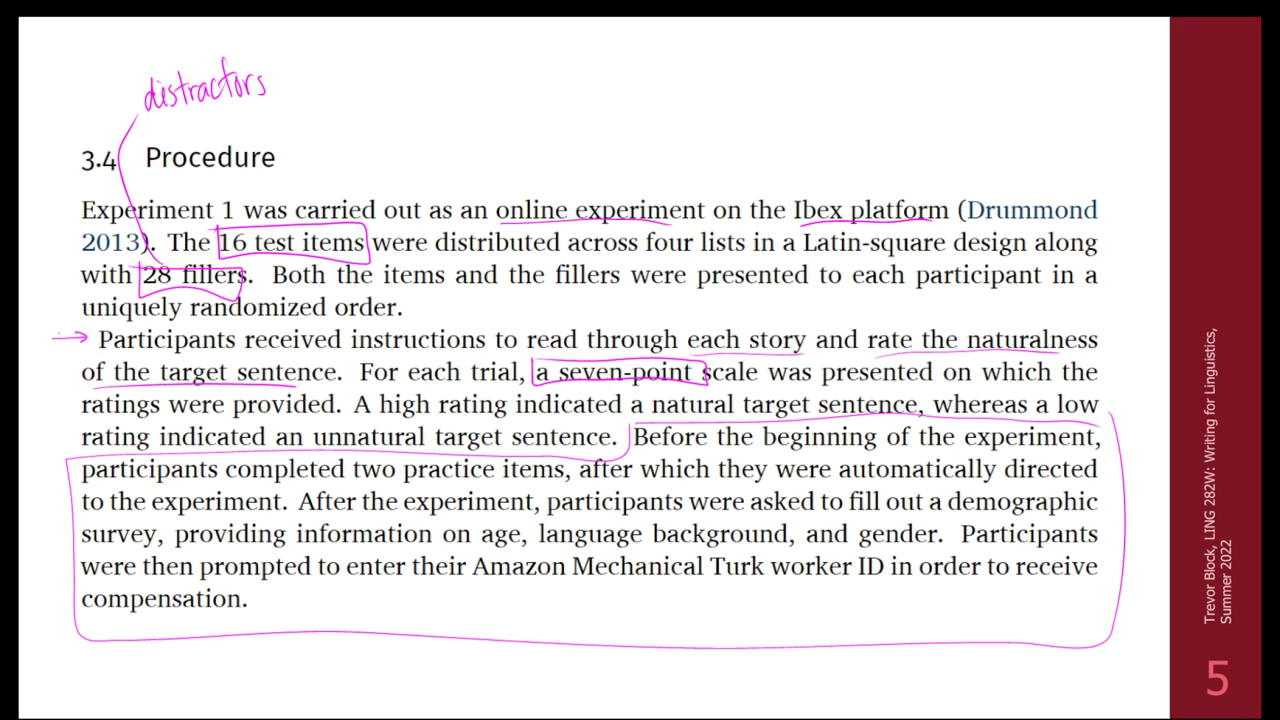 distractors
3.4 Procedure
Experiment 1 was carried out as an online experiment on the Ibex platform (Drummond
2013). The 16 test items were distributed across four lists in a Latin-square design along
with 28 fillers. Both the items and the fillers were presented to each participant in a
uniquely randomized order.
Participants received instructions to read through each story and rate the naturalness
of the target sentence. For each trial, a seven-point scale was presented on which the
ratings were provided. A high rating indicated a natural target sentence, whereas a low
rating indicated an unnatural target sentence. Before the beginning of the experiment,
participants completed two practice items, after which they were automatically directed
to the experiment. After the experiment, participants were asked to fill out a demographic
survey, providing information on age, language background, and gender. Participants
were then prompted to enter their Amazon Mechanical Turk worker ID in order to receive
compensation.
Trevor Block, LING 282W: Writing for Linguistics,
Summer 2022
5